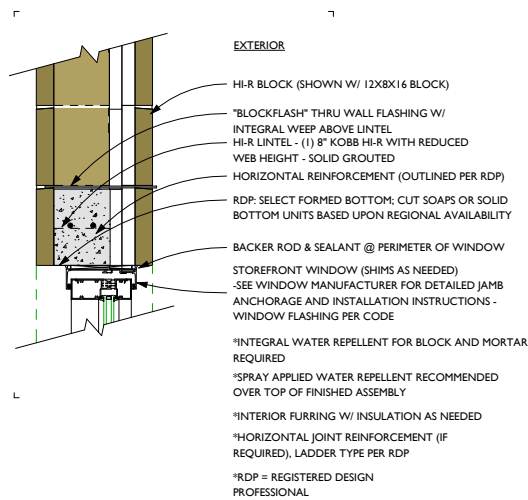 EXTERIOR
HI-R BLOCK (SHOWN W/ 12X8X16 BLOCK)
"BLOCKFLASH" THRU WALL FLASHING W/
INTEGRAL WEEP ABOVE LINTEL
HI-R LINTEL - (1) 8" KOBB HI-R WITH REDUCED
WEB HEIGHT - SOLID GROUTED
HORIZONTAL REINFORCEMENT (OUTLINED PER RDP)
RDP: SELECT FORMED BOTTOM; CUT SOAPS OR SOLID
BOTTOM UNITS BASED UPON REGIONAL AVAILABILITY
BACKER ROD & SEALANT @ PERIMETER OF WINDOW
STOREFRONT WINDOW (SHIMS AS NEEDED)
-SEE WINDOW MANUFACTURER FOR DETAILED JAMB
ANCHORAGE AND INSTALLATION INSTRUCTIONS -
WINDOW FLASHING PER CODE
*INTEGRAL WATER REPELLENT FOR BLOCK AND MORTAR
REQUIRED
*SPRAY APPLIED WATER REPELLENT RECOMMENDED
OVER TOP OF FINISHED ASSEMBLY
*INTERIOR FURRING W/ INSULATION AS NEEDED
*HORIZONTAL JOINT REINFORCEMENT (IF
REQUIRED), LADDER TYPE PER RDP
*RDP = REGISTERED DESIGN
PROFESSIONAL